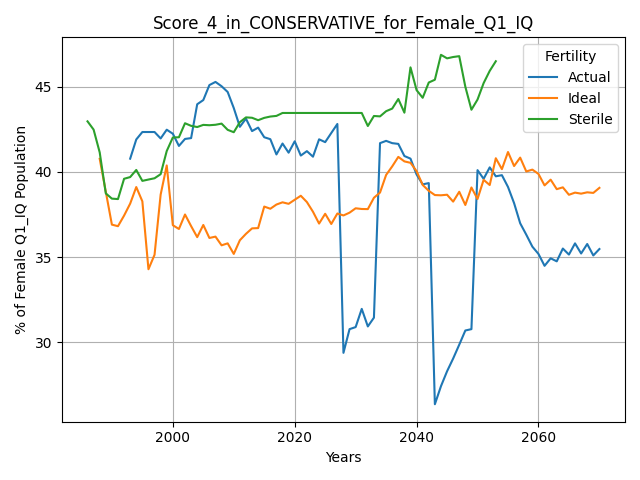 Score_4_in_CONSERVATIVE_for_Female_Q1_IQ
% of Female Q1_IQ Population
45
40
35
30
Fertility
Actual
Ideal
Sterile
2000 2020 2040 2060
Years